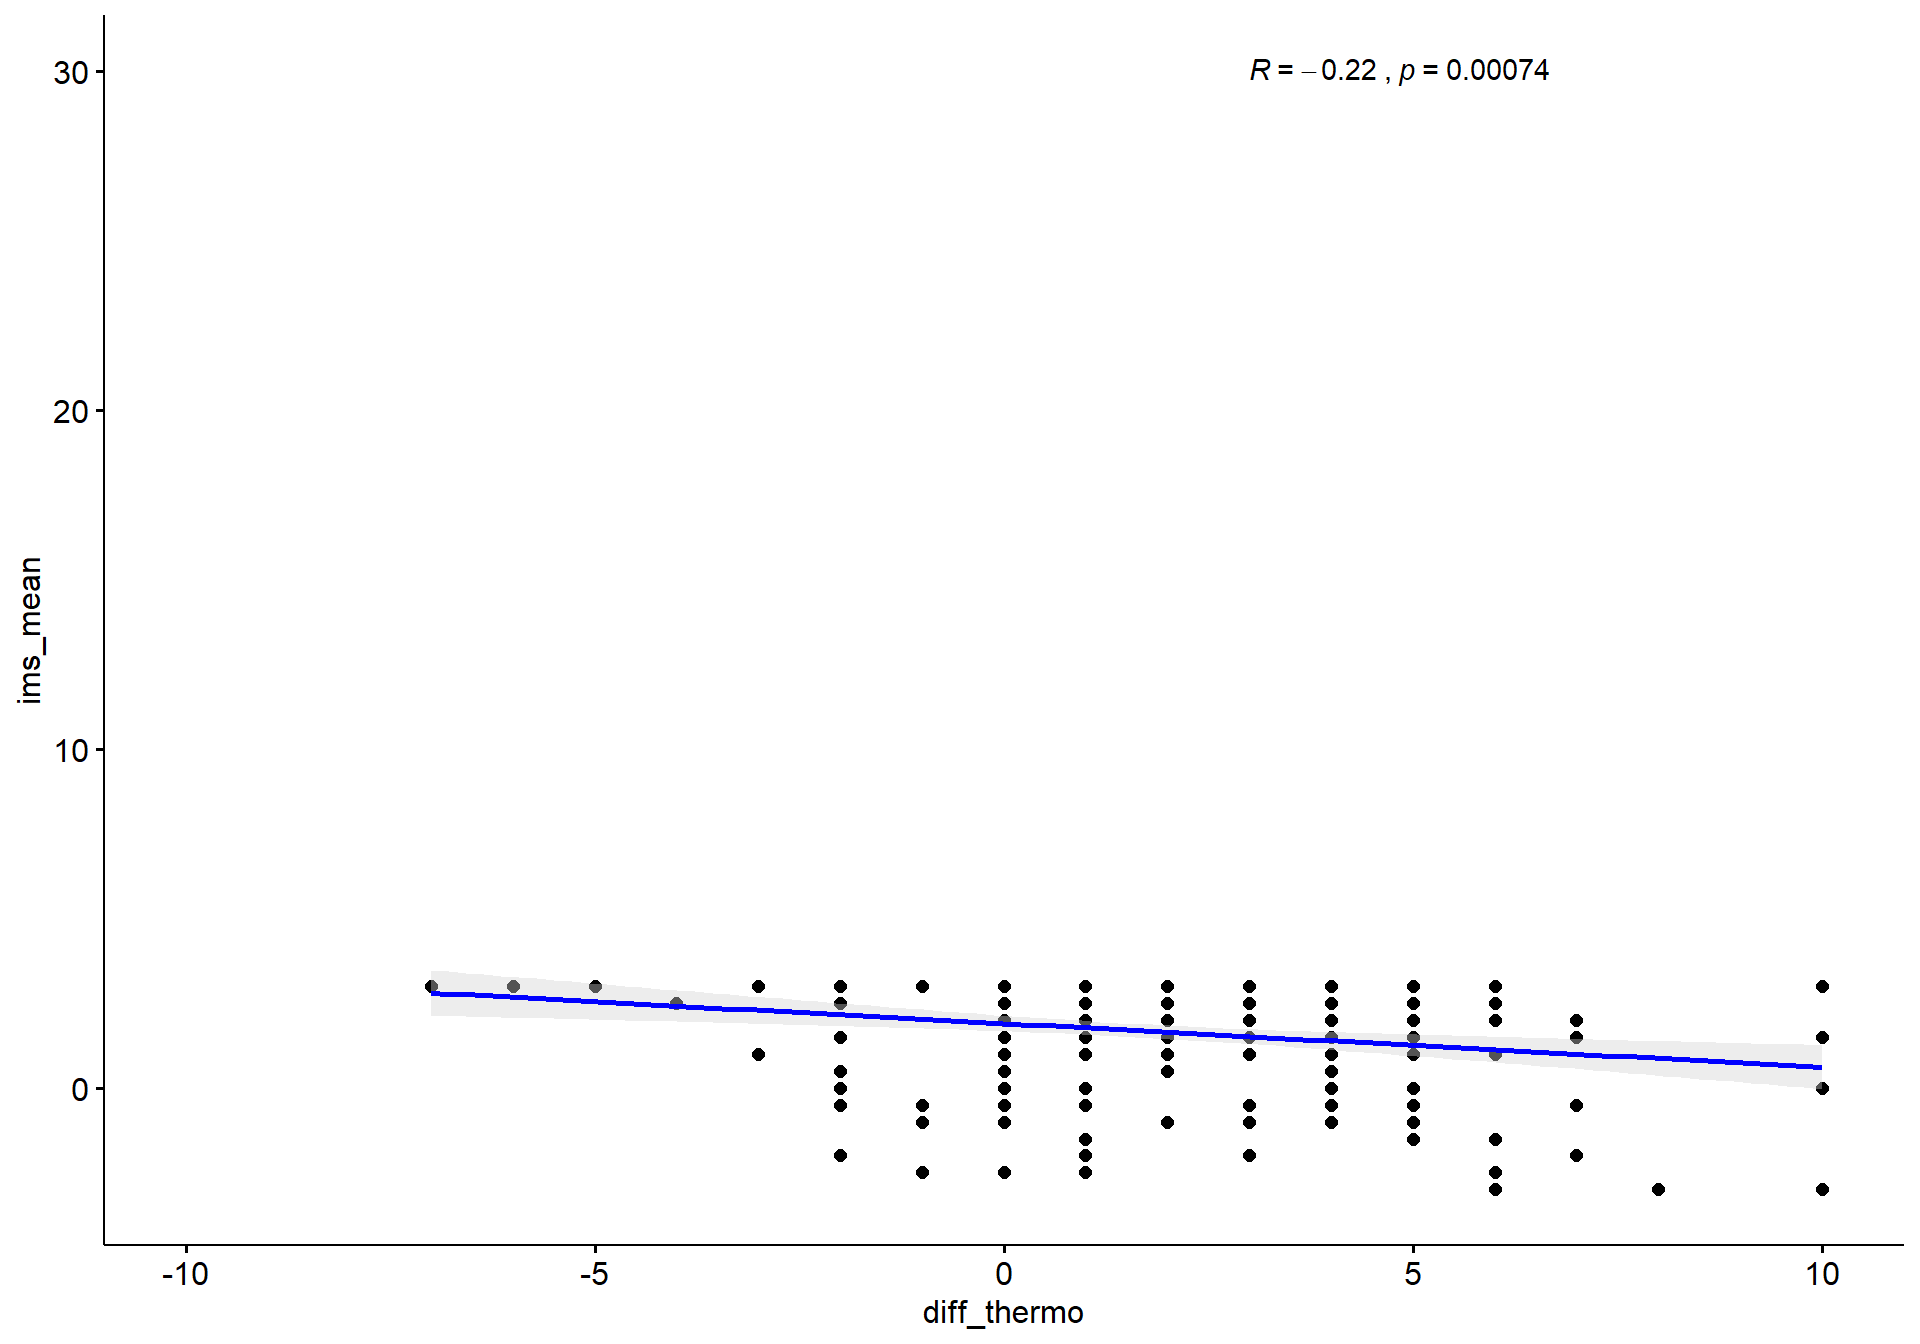 R = −0.22 , p = 0.00074
30
20
10
0
ims_mean
-10 -5 0 5 10
diff_thermo